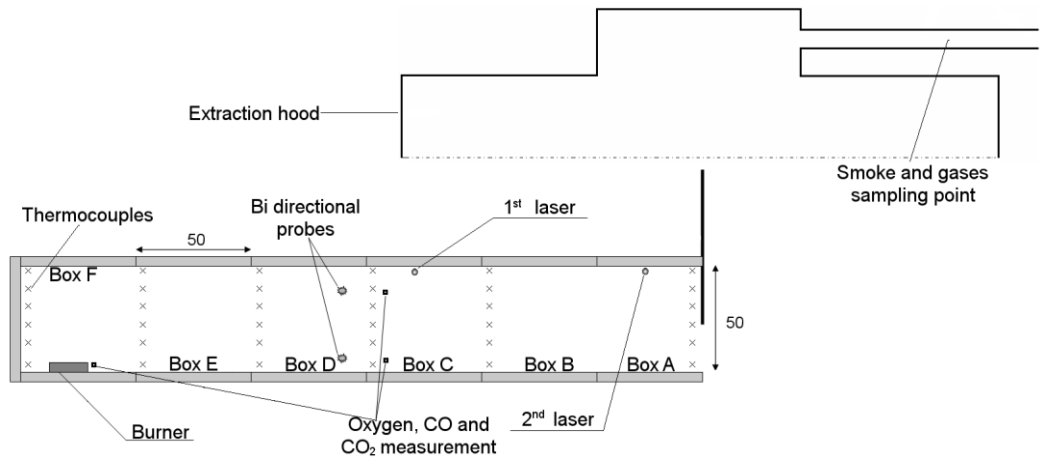 Extraction hood
Smoke and gases
sampling point
Thermocouples
Bi directional
probes
1st laser
50
Box F
50
Box E
Box D
Box C
Box B
Box A
Burner
Oxygen, CO and
CO₂ measurement
2nd laser